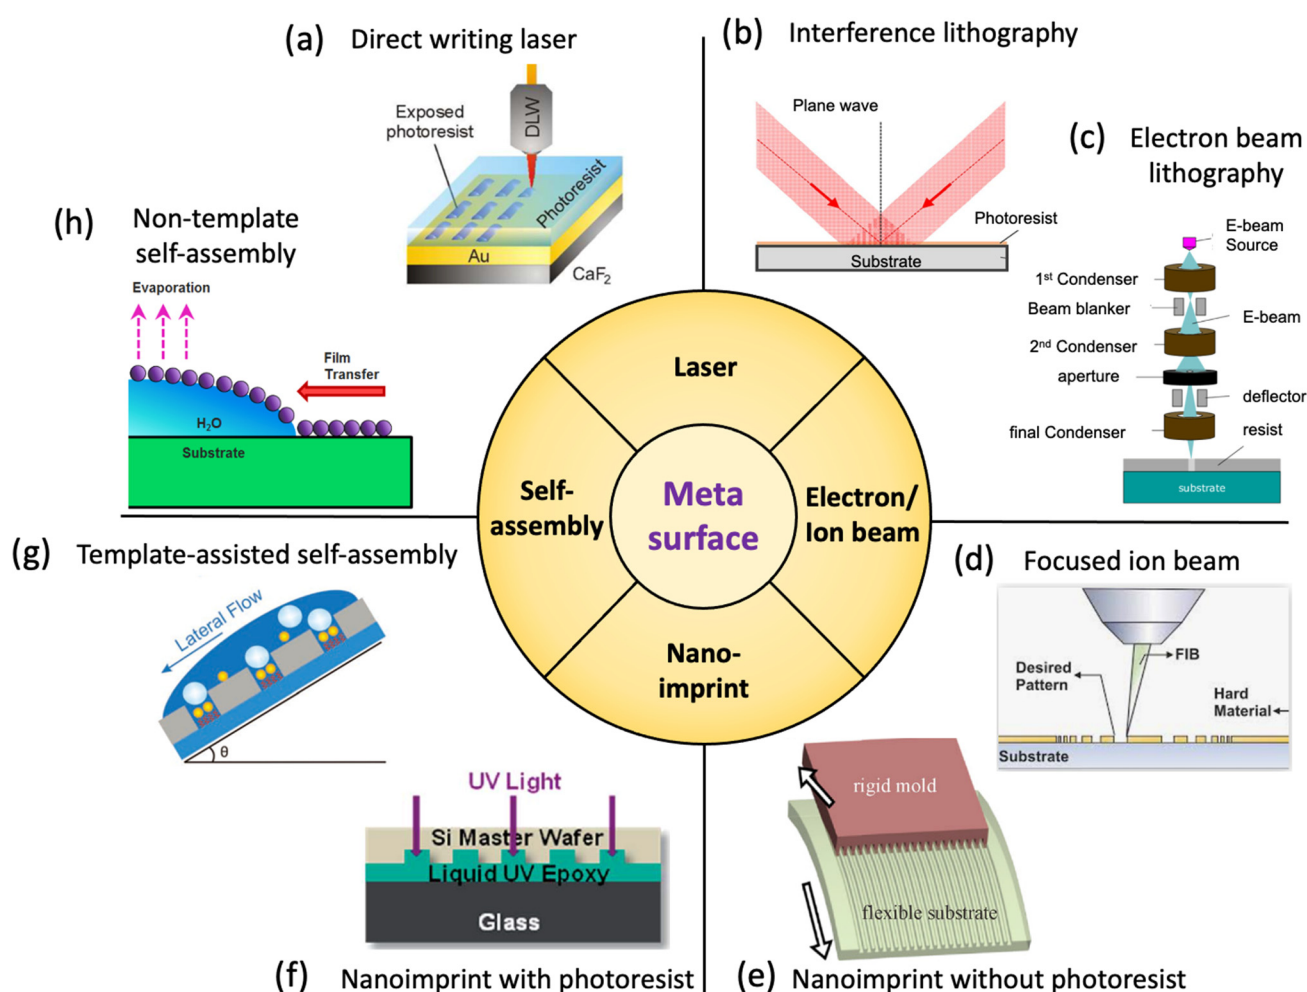 (a) Direct writing laser
Exposed
photoresist
DLW
Photoresist
Au
CaF₂
(b) Interference lithography
Plane wave
Photoresist
Substrate
(c) Electron beam
lithography
E-beam
Source
1st Condenser
Beam blanker
E-beam
2nd Condenser
aperture
deflector
final Condenser
resist
substrate
(h) Non-template
self-assembly
Evaporation
Film
Transfer
H₂O
Substrate
Laser
Self-
assembly
Meta
surface
Electron/
Ion beam
Nano-
imprint
(g) Template-assisted self-assembly
Lateral Flow
θ
(d) Focused ion beam
FIB
Desired
Pattern
Hard
Material
Substrate
UV Light
Si Master Wafer
Liquid UV Epoxy
Glass
(f) Nanoimprint with photoresist
rigid mold
flexible substrate
(e) Nanoimprint without photoresist